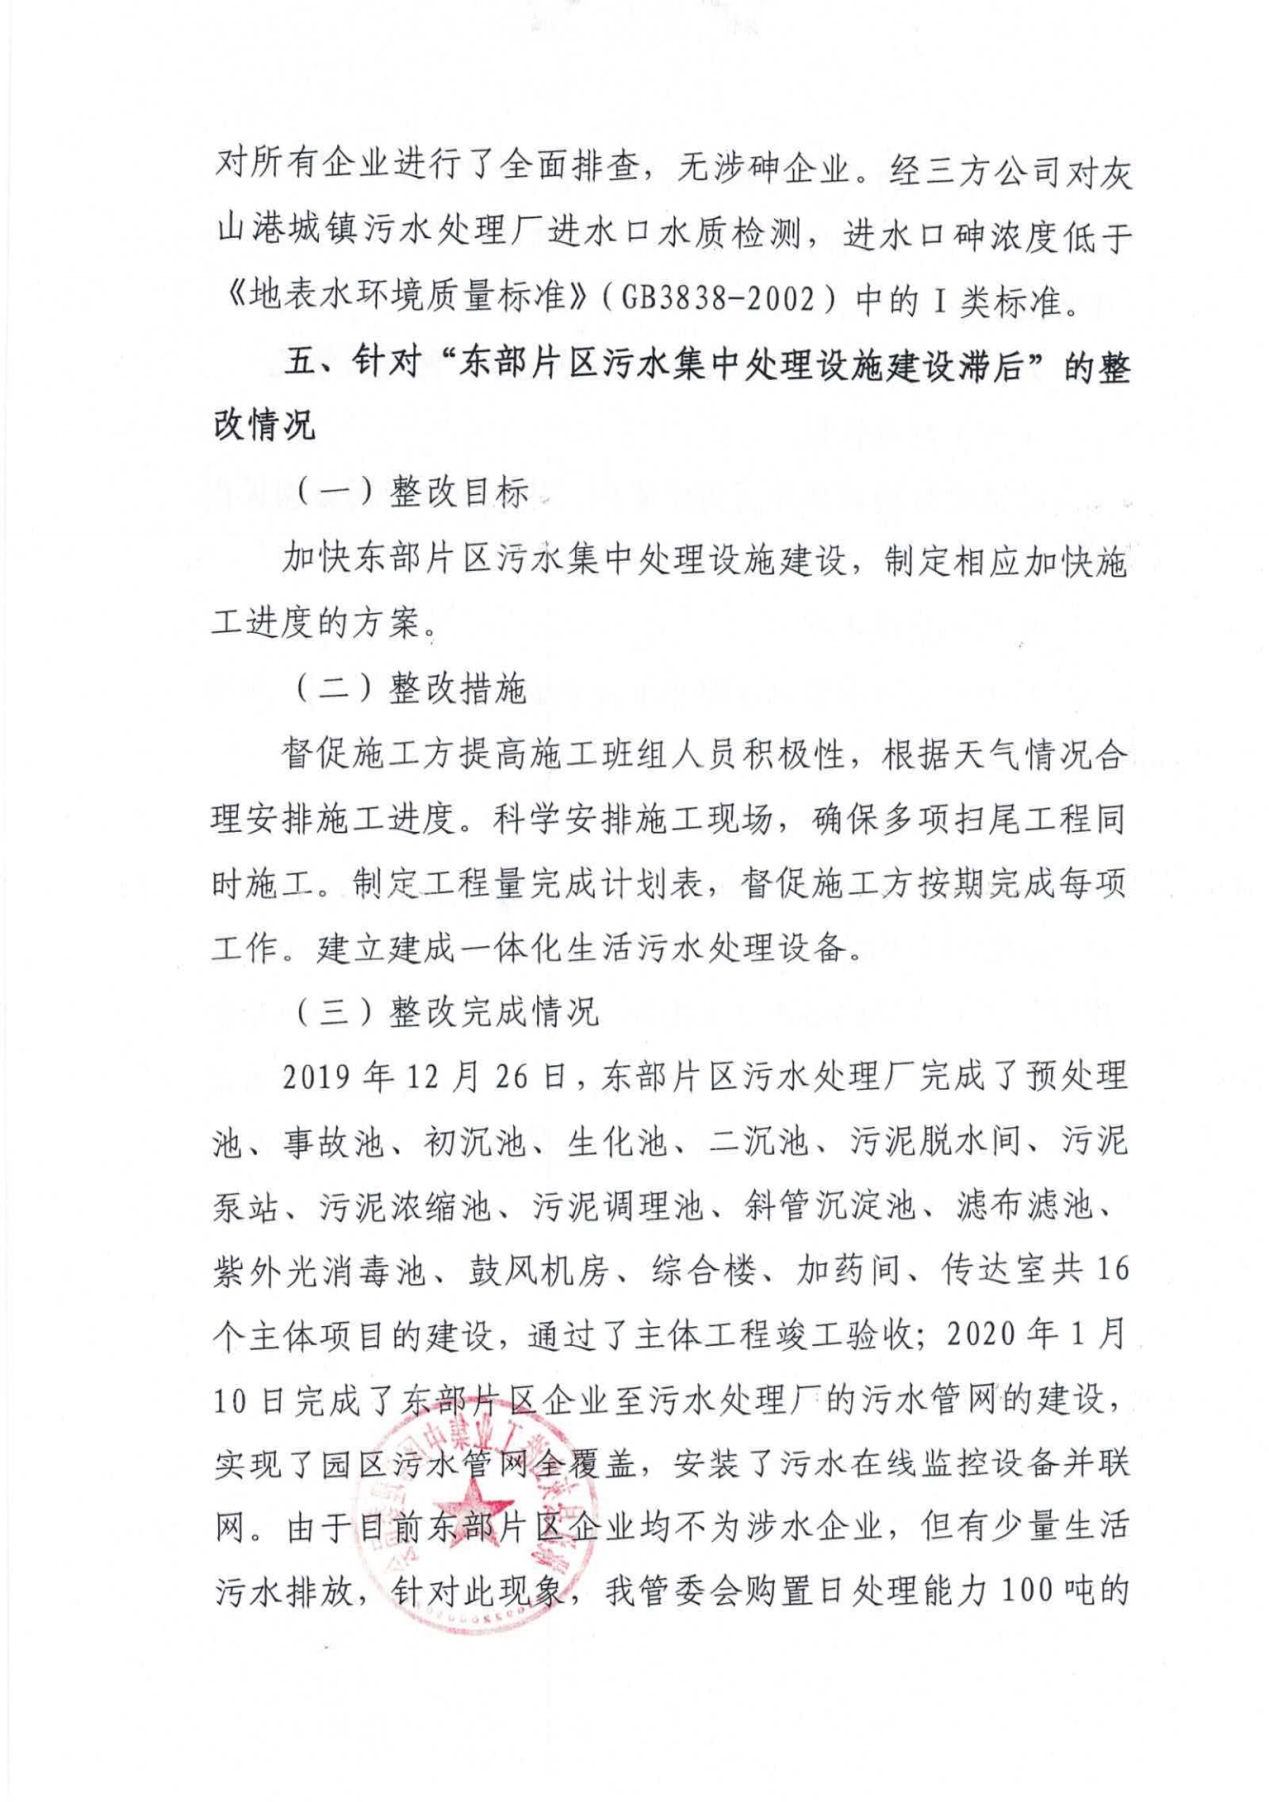 对所有企业进行了全面排查，无涉砷企业。经三方公司对灰
山港城镇污水处理厂进水口水质检测，进水口砷浓度低于
《地表水环境质量标准》（GB3838-2002）中的 I 类标准。
五、针对“东部片区污水集中处理设施建设滞后”的整
改情况
（一）整改目标
加快东部片区污水集中处理设施建设，制定相应加快施
工进度的方案。
（二）整改措施
督促施工方提高施工班组人员积极性，根据天气情况合
理安排施工进度。科学安排施工现场，确保多项扫尾工程同
时施工。制定工程量完成计划表，督促施工方按期完成每项
工作。建立建成一体化生活污水处理设备。
（三）整改完成情况
2019 年 12 月 26 日，东部片区污水处理厂完成了预处理
池、事故池、初沉池、生化池、二沉池、污泥脱水间、污泥
泵站、污泥浓缩池、污泥调理池、斜管沉淀池、滤布滤池、
紫外光消毒池、鼓风机房、综合楼、加药间、传达室共 16
个主体项目的建设，通过了主体工程竣工验收；2020 年 1 月
10 日完成了东部片区企业至污水处理厂的污水管网的建设，
实现了园区污水管网全覆盖，安装了污水在线监控设备并联
网。由于目前东部片区企业均不为涉水企业，但有少量生活
污水排放，针对此现象，我管委会购置日处理能力 100 吨的